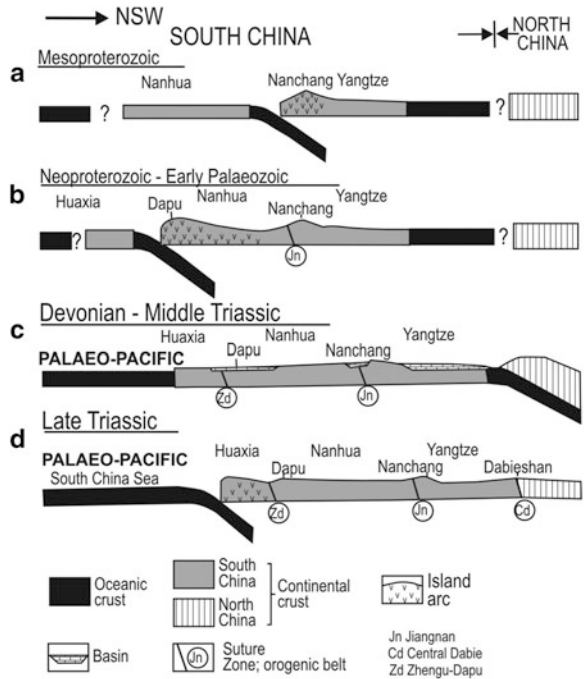 NSW
SOUTH CHINA
NORTH
CHINA
a
Mesoproterozoic
Nanhua
Nanchang Yangtze
?
?
b
Neoproterozoic - Early Palaeozoic
Huaxia
Dapu
Nanhua
Nanchang
Yangtze
?
?
Jn
c
Devonian - Middle Triassic
Huaxia
Nanhua
Yangtze
PALAEO-PACIFIC
Dapu
Nanchang
Zd
Jn
Late Triassic
d
PALAEO-PACIFIC
South China Sea
Huaxia
Dapu
Nanhua
Nanchang
Yangtze
Dabieshan
Zd
Jn
Cd
Oceanic
crust
South
China
North
China
Continental
crust
Island
arc
Basin
Jn
Suture
Zone; orogenic belt
Jn Jiangnan
Cd Central Dabie
Zd Zhengu-Dapu